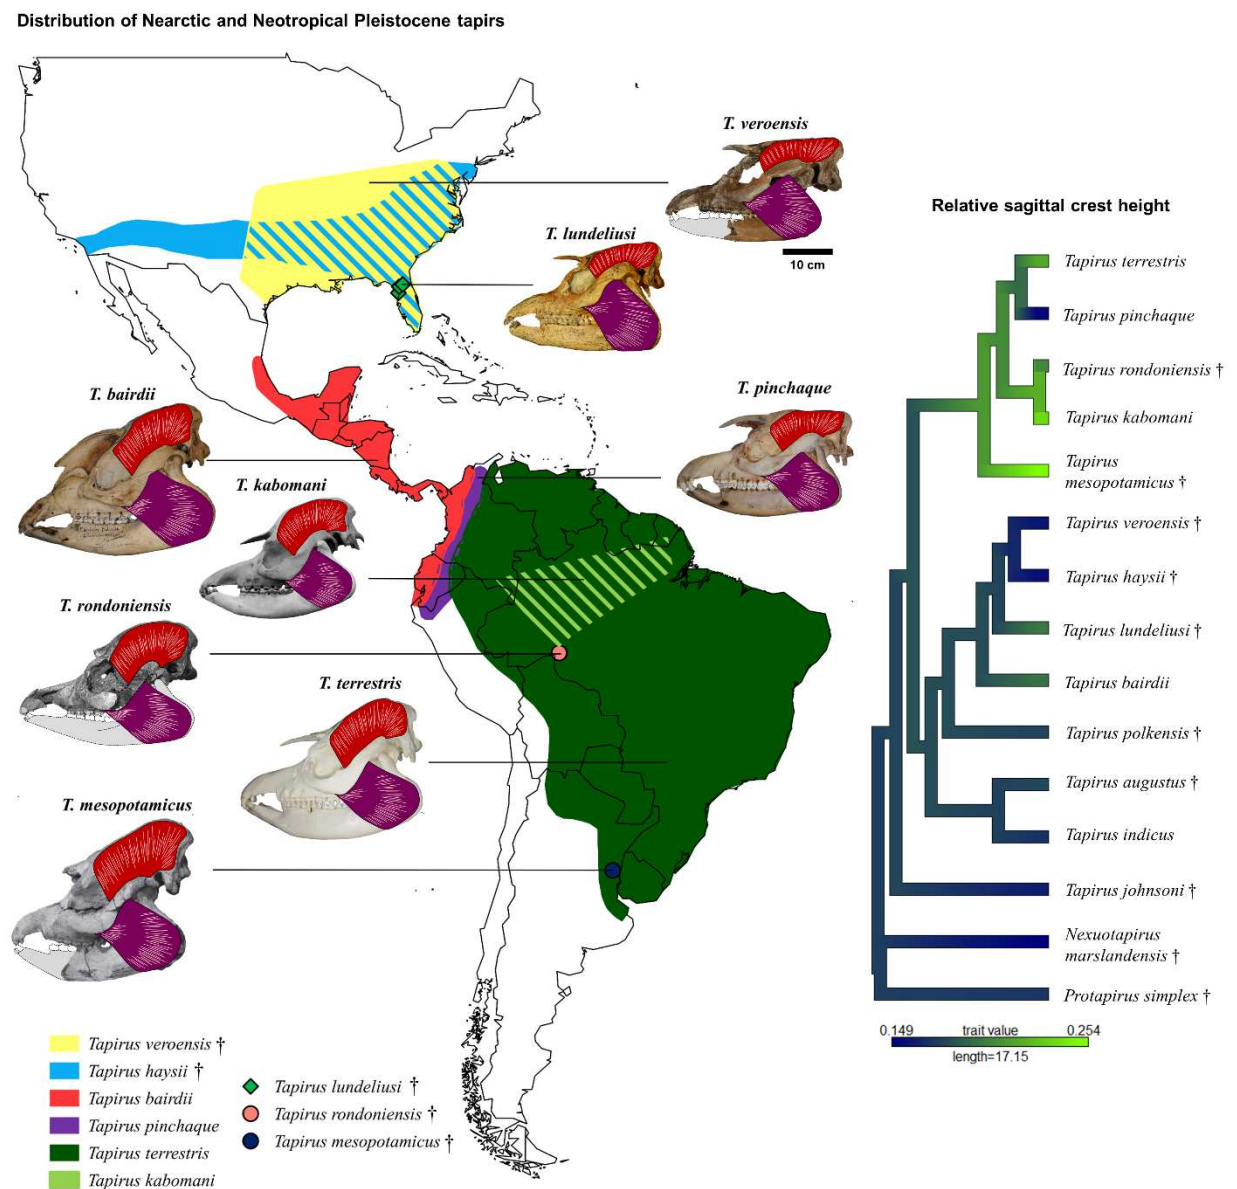 Distribution of Nearctic and Neotropical Pleistocene tapirs
T. veroensis
10 cm
T. lundeliusi
T. bairdii
T. pinchaque
T. kabomani
T. rondoniensis
T. terrestris
T. mesopotamicus
Tapirus veroensis †
Tapirus haysii †
Tapirus bairdii
Tapirus pinchaque
Tapirus terrestris
Tapirus kabomani
Tapirus lundeliusi †
Tapirus rondoniensis †
Tapirus mesopotamicus †
Relative sagittal crest height
Tapirus terrestris
Tapirus pinchaque
Tapirus rondoniensis †
Tapirus kabomani
Tapirus
mesopotamicus †
Tapirus veroensis †
Tapirus haysii †
Tapirus lundeliusi †
Tapirus bairdii
Tapirus polkensis †
Tapirus augustus †
Tapirus indicus
Tapirus johnsoni †
Nexuotapirus
marslandensis †
Protapirus simplex †
0.149 trait value 0.254
length=17.15